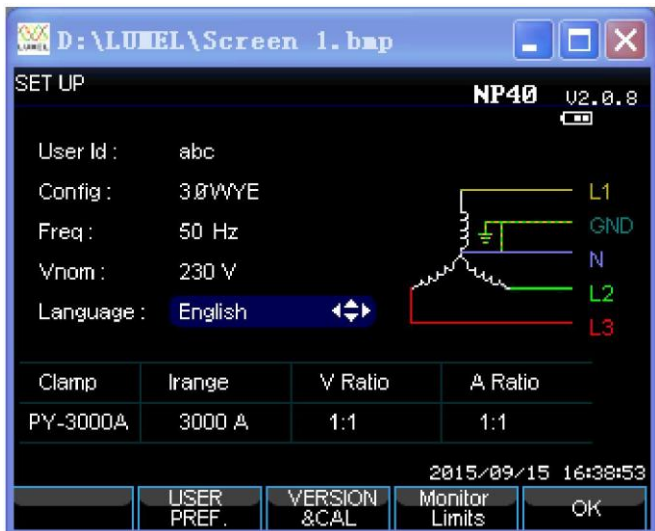 LUMEL D:\LUMEL\Screen 1.bmp
SET UP
NP40 V2.0.8
User Id : abc
Config : 3ØWYE
Freq : 50 Hz
Vnom : 230 V
Language : English
L1
GND
N
L2
L3
Clamp Irange V Ratio A Ratio
PY-3000A 3000 A 1:1 1:1
2015/09/15 16:38:53
USER PREF.
VERSION &CAL
Monitor Limits
OK